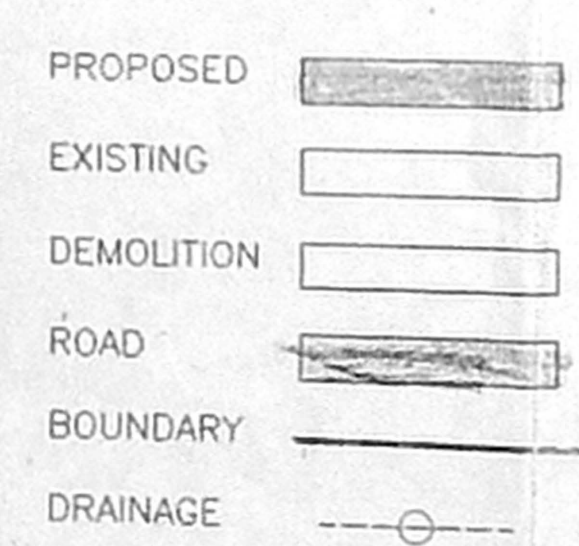 PROPOSED
EXISTING
DEMOLITION
ROAD
BOUNDARY
DRAINAGE